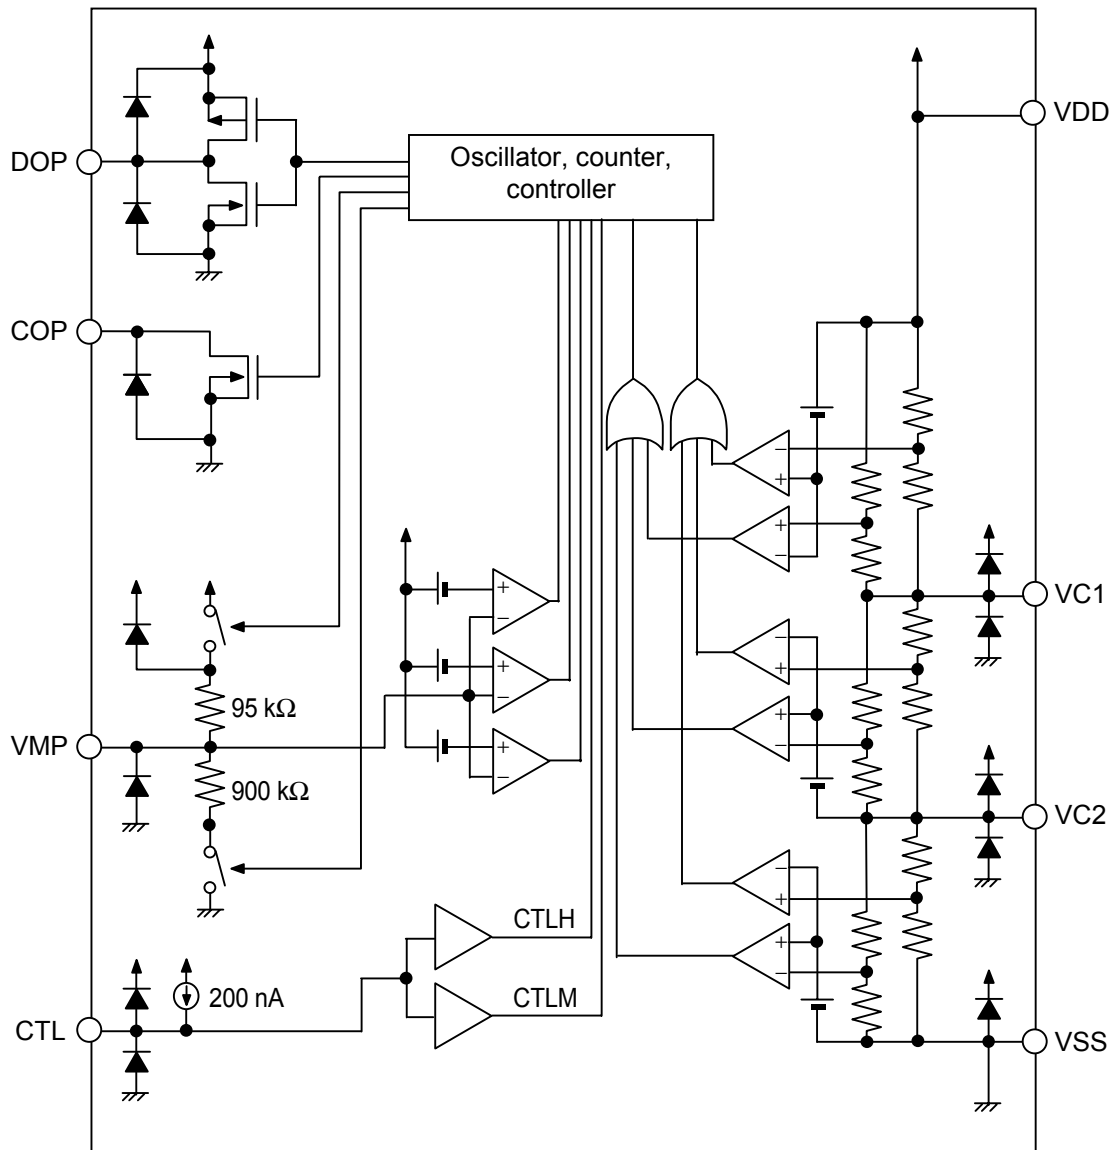 VDD
DOP
Oscillator, counter,
controller
COP
−
+
+
−
VC1
+
−
−
+
95 kΩ
+
−
+
−
VMP
+
−
900 kΩ
VC2
−
+
CTLH
+
−
200 nA
CTLM
CTL
VSS